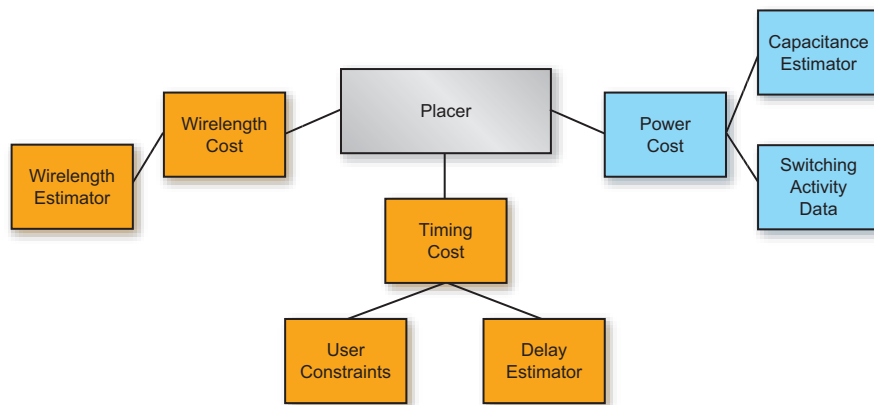 Capacitance
Estimator
Placer
Wirelength
Cost
Power
Cost
Wirelength
Estimator
Switching
Activity
Data
Timing
Cost
User
Constraints
Delay
Estimator